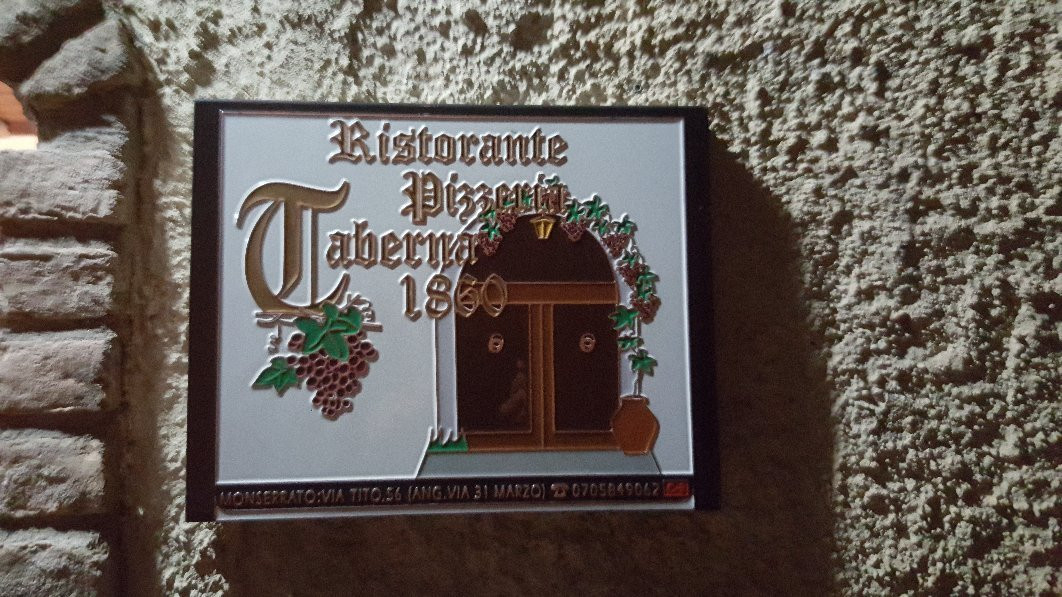 Ristorante
Pizzeria
Taberna
1860
MONSERRATO:VIA TITO.56 (ANG.VIA 31 MARZO) ☎0705849062